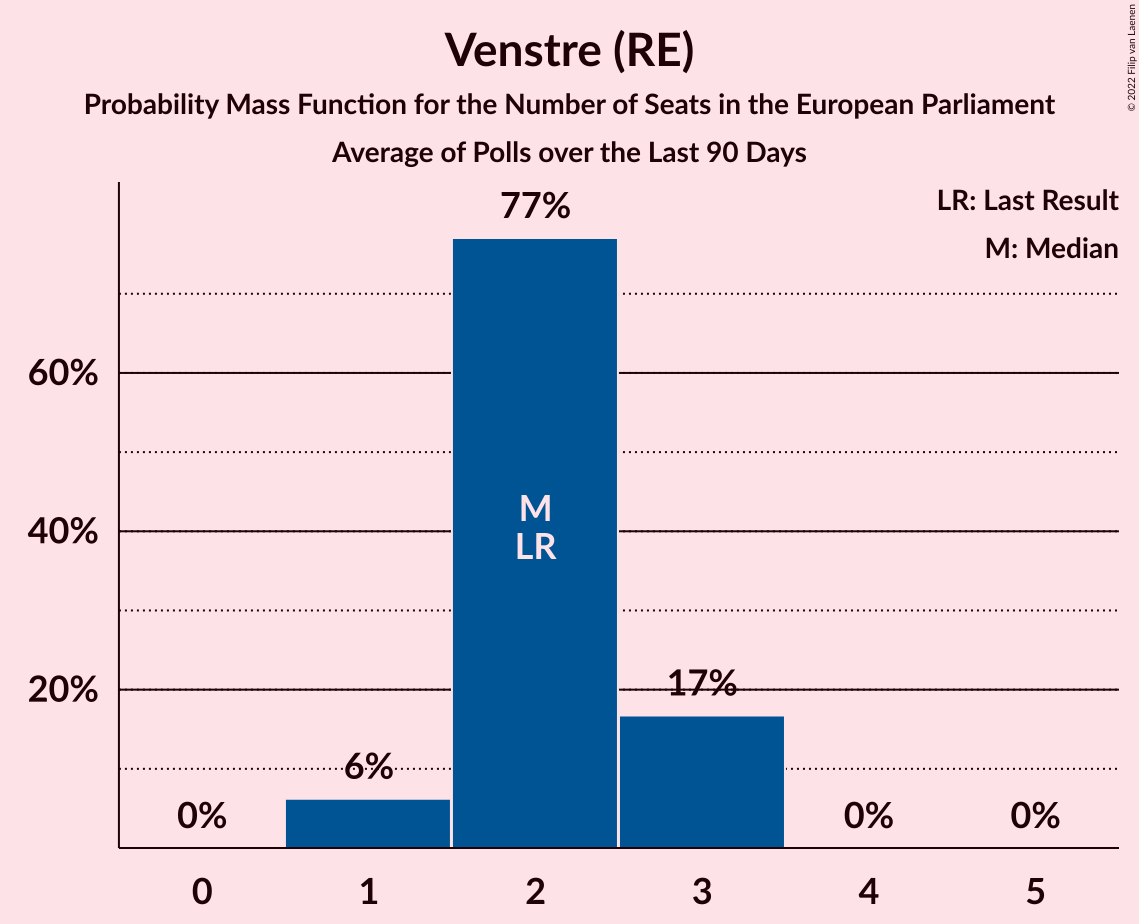 Venstre (RE)
Probability Mass Function for the Number of Seats in the European Parliament
Average of Polls over the Last 90 Days
© 2022 Filip van Laenen
LR: Last Result
M: Median
77%
60%
M
40%
LR
17%
20%
6%
0%
0%
0%
0 1 2 3 4 5